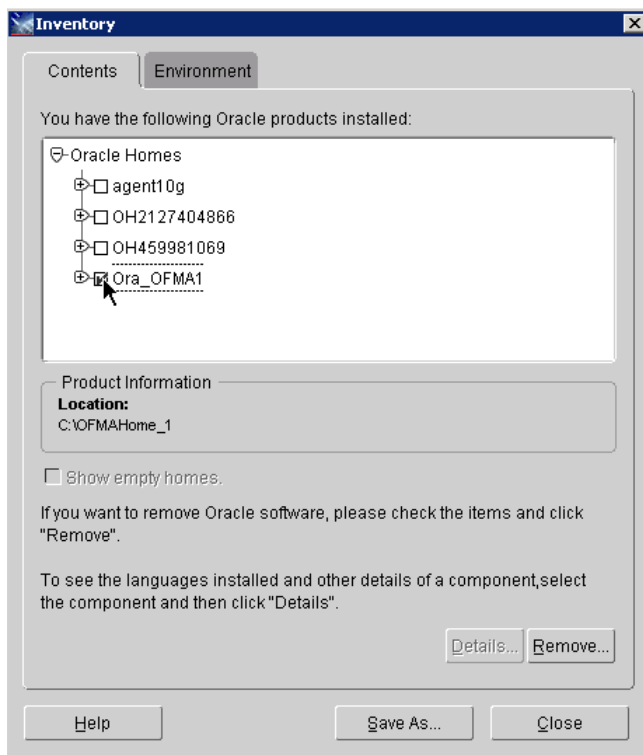 Inventory
Contents
Environment
You have the following Oracle products installed:
Oracle Homes
agent10g
OH2127404866
OH459981069
Ora_OFMA1
Product Information
Location:
C:\OFMAHome_1
Show empty homes.
If you want to remove Oracle software, please check the items and click
"Remove".
To see the languages installed and other details of a component,select
the component and then click "Details".
Details... Remove...
Help Save As... Close